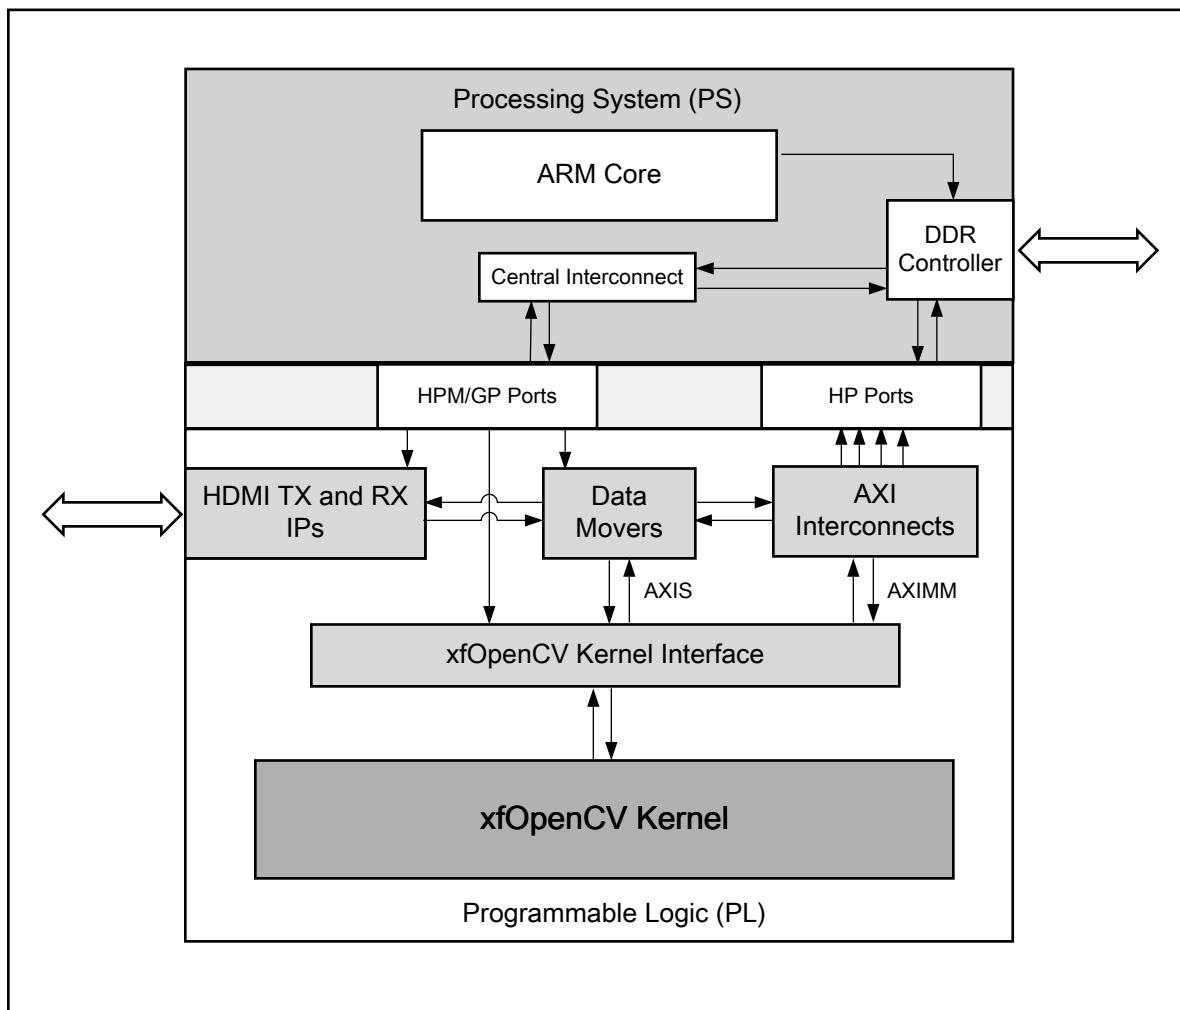 Processing System (PS)
ARM Core
DDR
Controller
Central Interconnect
HPM/GP Ports
HP Ports
HDMI TX and RX
IPs
Data
Movers
AXI
Interconnects
AXIS
AXIMM
xfOpenCV Kernel Interface
xfOpenCV Kernel
Programmable Logic (PL)